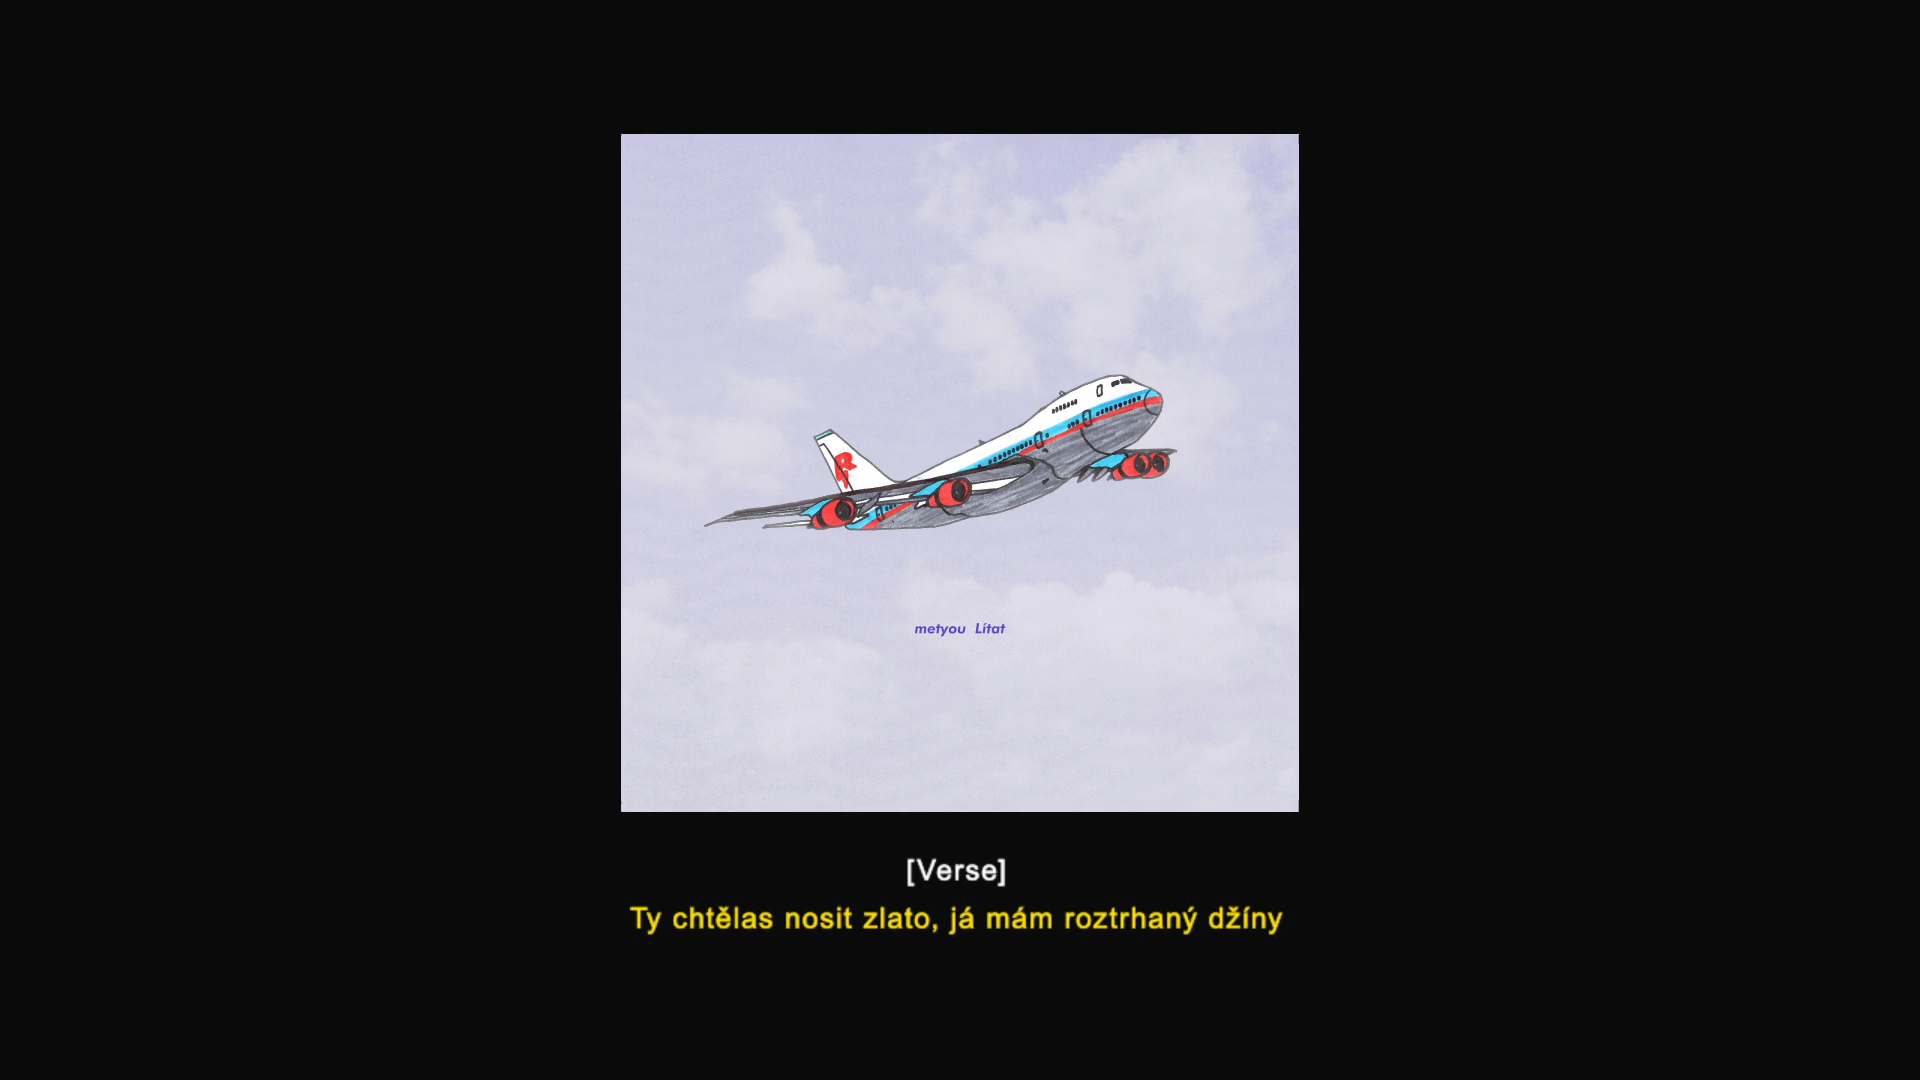 metyou Lítat
[Verse]
Ty chtělas nosit zlato, já mám roztrhaný džíny